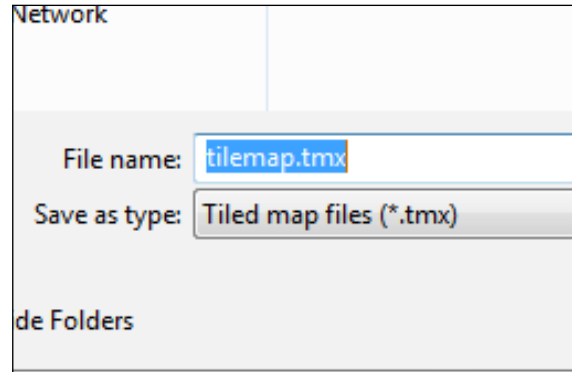 Network
File name: tilemap.tmx
Save as type: Tiled map files (*.tmx)
de Folders